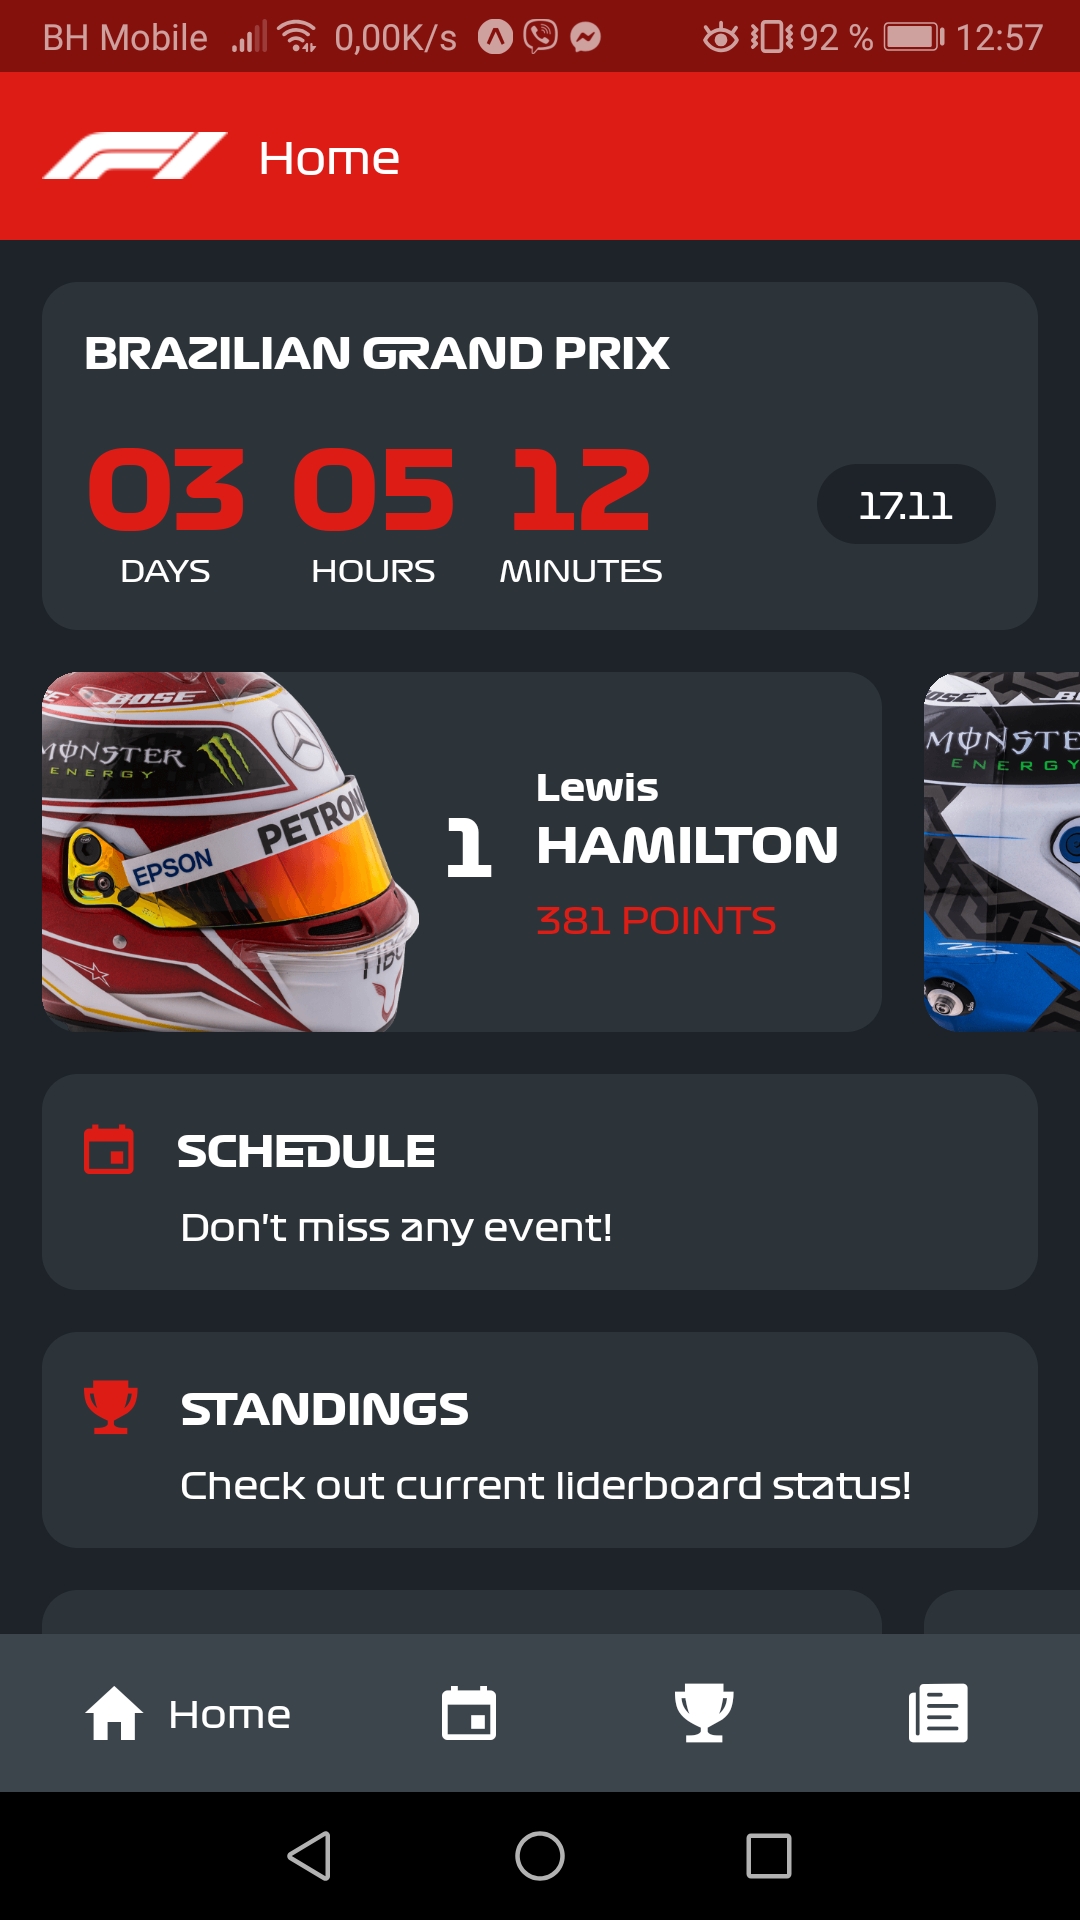 BH Mobile 0,00K/s 92 % 12:57
F1 Home
BRAZILIAN GRAND PRIX
03 05 12
17.11
DAYS HOURS MINUTES
BOSE
MONSTER
ENERGY
PETRON
EPSON
1
Lewis
HAMILTON
381 POINTS
OSE
MONSTE
ENERGY
SCHEDULE
Don't miss any event!
STANDINGS
Check out current liderboard status!
Home